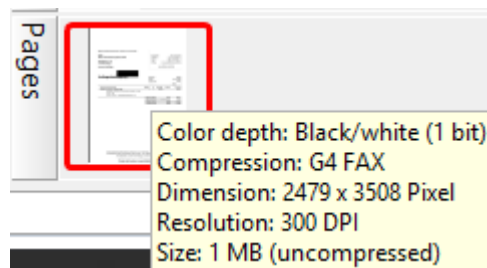 Pages
Color depth: Black/white (1 bit)
Compression: G4 FAX
Dimension: 2479 x 3508 Pixel
Resolution: 300 DPI
Size: 1 MB (uncompressed)